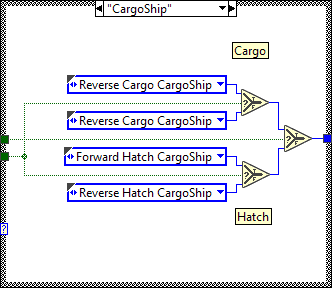 "CargoShip"
Cargo
Reverse Cargo CargoShip
Reverse Cargo CargoShip
Forward Hatch CargoShip
Reverse Hatch CargoShip
Hatch
?
T
F
?
T
F
?
T
F
?